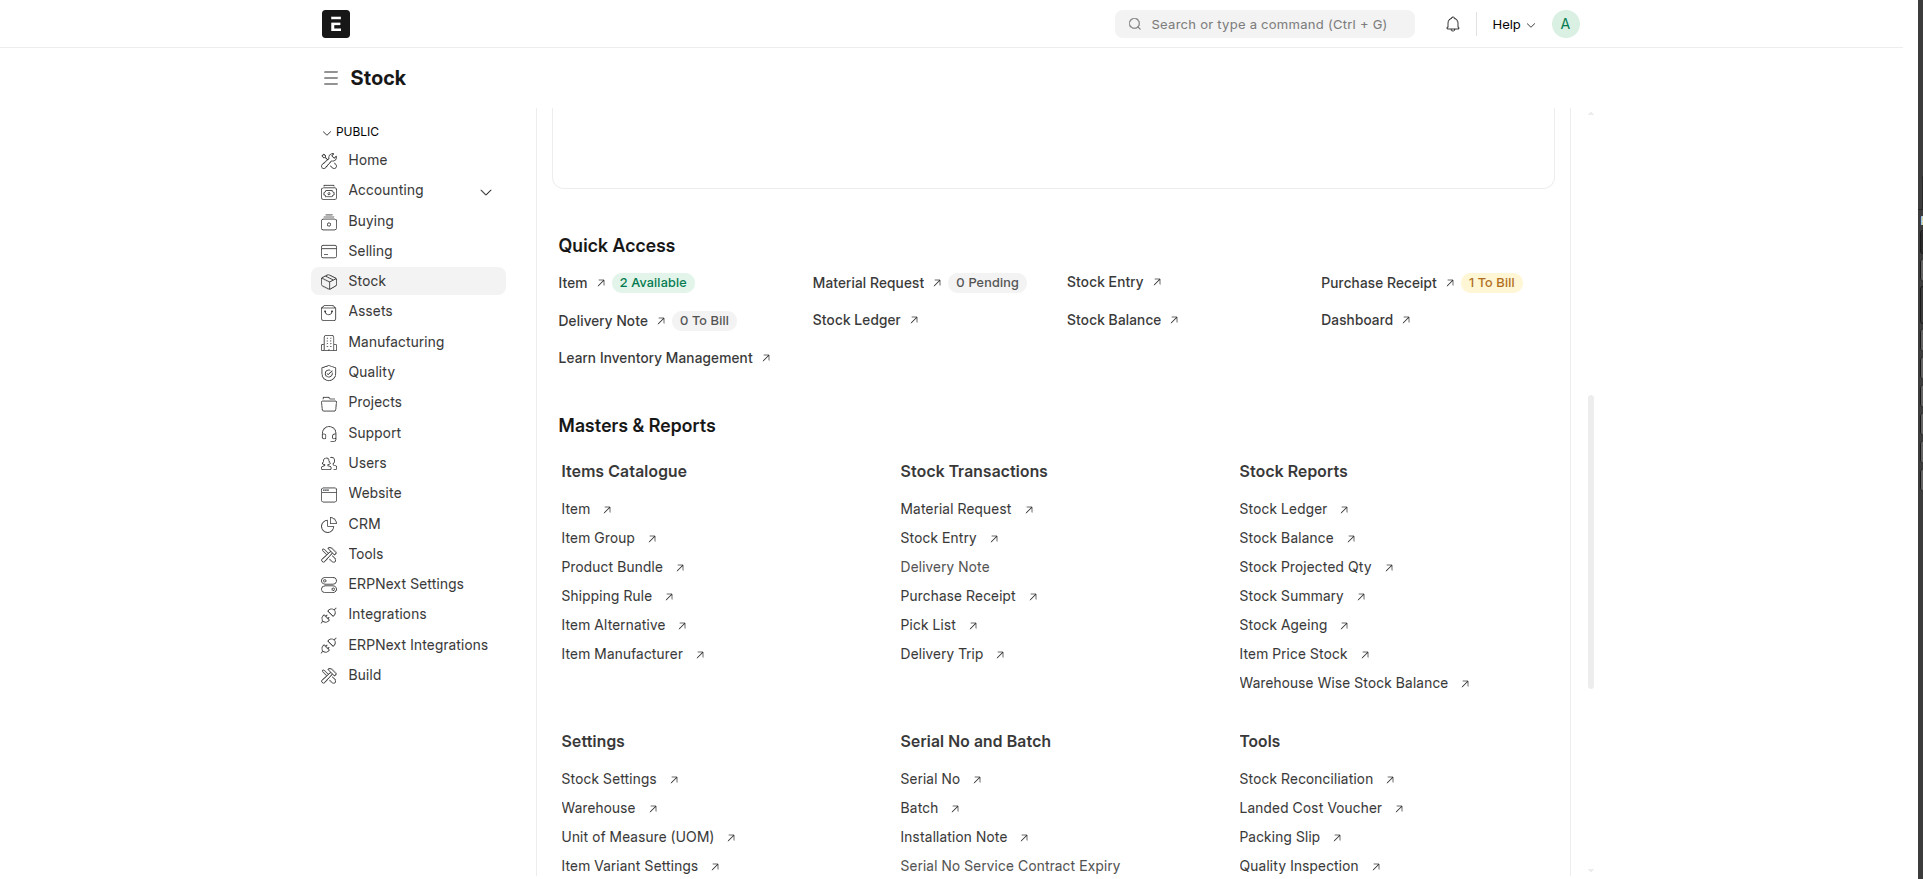 E
Search or type a command (Ctrl + G)
Help
A
Stock
PUBLIC
Home
Accounting
Buying
Selling
Stock
Assets
Manufacturing
Quality
Projects
Support
Users
Website
CRM
Tools
ERPNext Settings
Integrations
ERPNext Integrations
Build
Quick Access
Item 2 Available
Material Request 0 Pending
Stock Entry
Purchase Receipt 1 To Bill
Delivery Note 0 To Bill
Stock Ledger
Stock Balance
Dashboard
Learn Inventory Management
Masters & Reports
Items Catalogue
Item
Item Group
Product Bundle
Shipping Rule
Item Alternative
Item Manufacturer
Stock Transactions
Material Request
Stock Entry
Delivery Note
Purchase Receipt
Pick List
Delivery Trip
Stock Reports
Stock Ledger
Stock Balance
Stock Projected Qty
Stock Summary
Stock Ageing
Item Price Stock
Warehouse Wise Stock Balance
Settings
Stock Settings
Warehouse
Unit of Measure (UOM)
Item Variant Settings
Serial No and Batch
Serial No
Batch
Installation Note
Serial No Service Contract Expiry
Tools
Stock Reconciliation
Landed Cost Voucher
Packing Slip
Quality Inspection